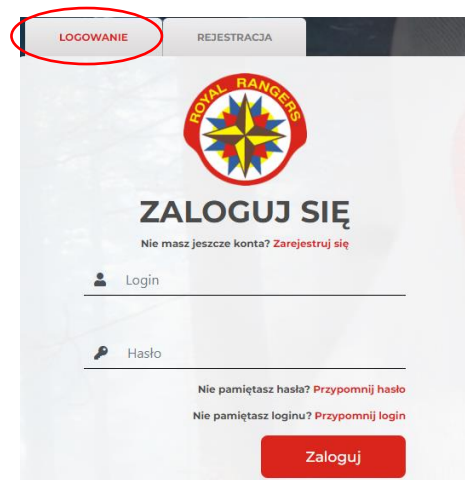 LOGOWANIE REJESTRACJA
ROYAL RANGERS
ZALOGUJ SIĘ
Nie masz jeszcze konta? Zarejestruj się
Login
Hasło
Nie pamiętasz hasła? Przypomnij hasło
Nie pamiętasz loginu? Przypomnij login
Zaloguj